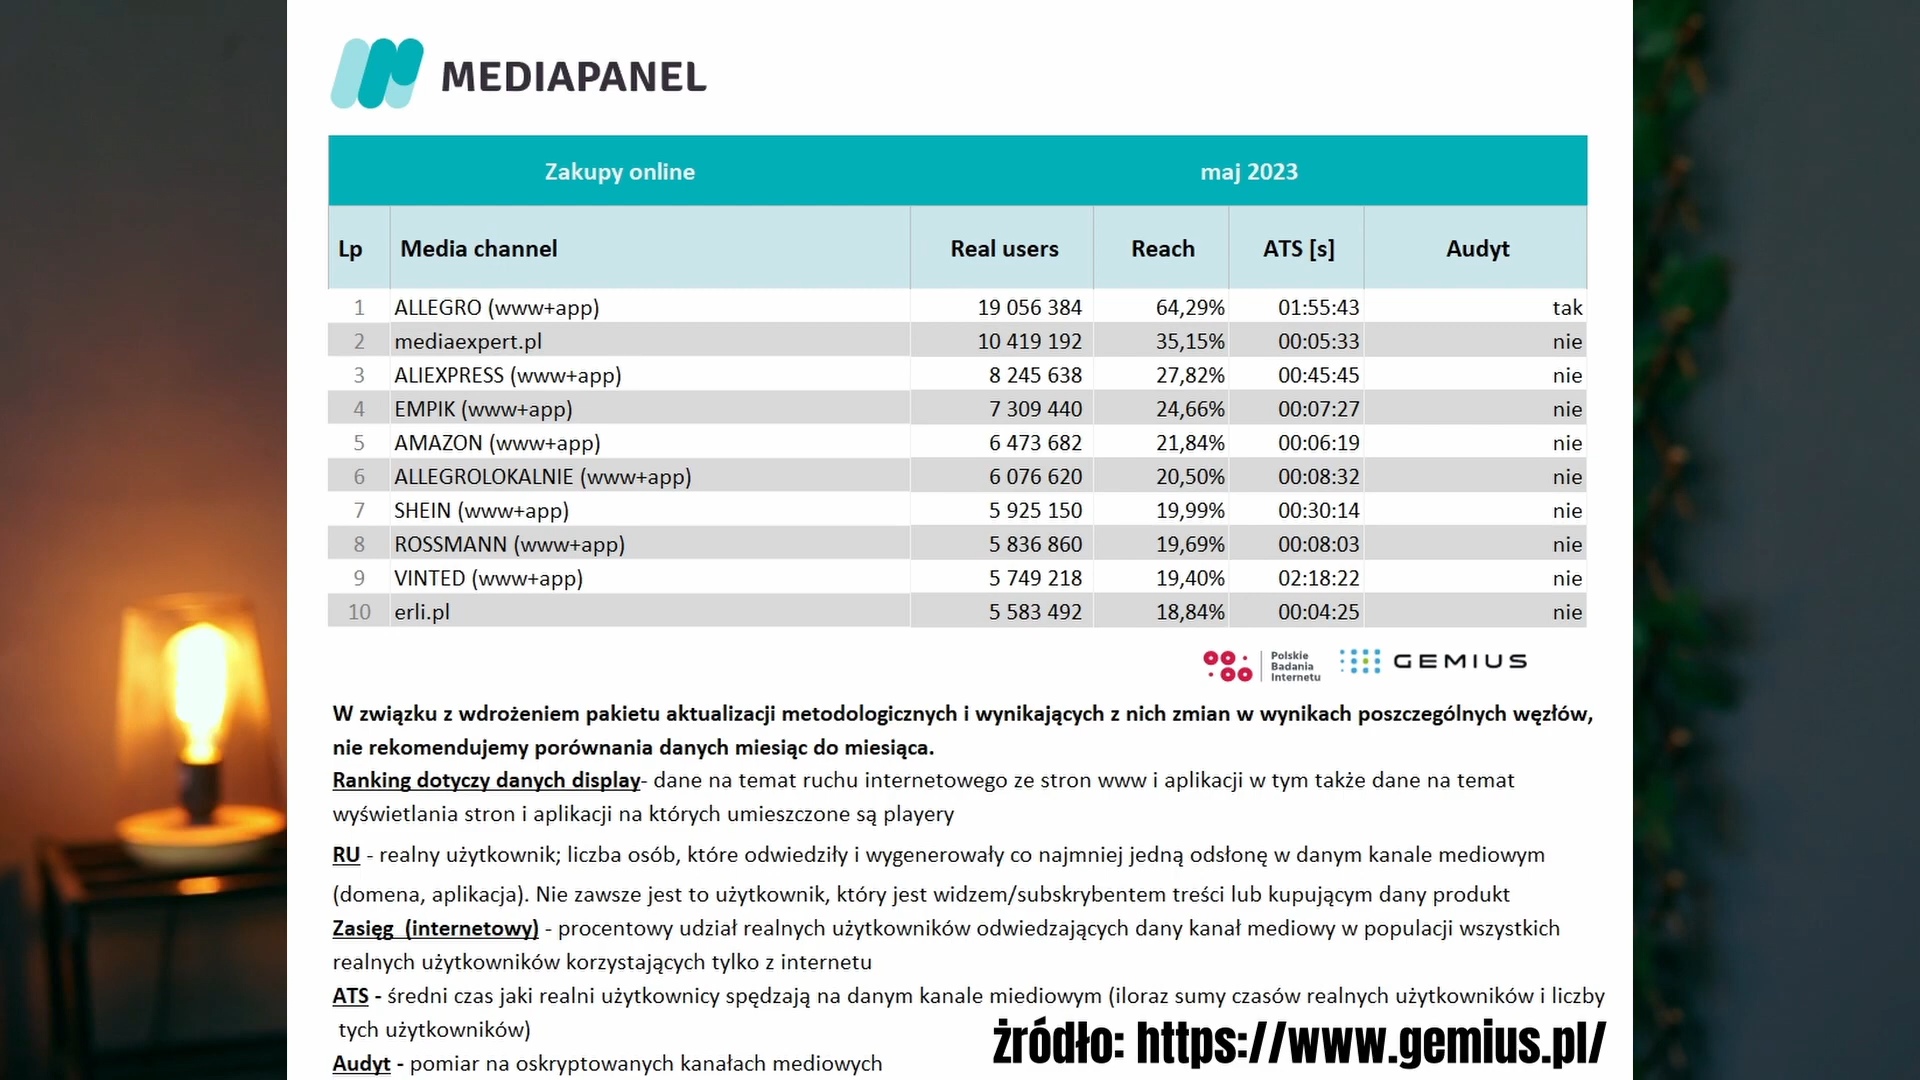 MEDIAPANEL
Zakupy online maj 2023
Lp Media channel Real users Reach ATS [s] Audyt
1 ALLEGRO (www+app) 19 056 384 64,29% 01:55:43 tak
2 mediaexpert.pl 10 419 192 35,15% 00:05:33 nie
3 ALIEXPRESS (www+app) 8 245 638 27,82% 00:45:45 nie
4 EMPIK (www+app) 7 309 440 24,66% 00:07:27 nie
5 AMAZON (www+app) 6 473 682 21,84% 00:06:19 nie
6 ALLEGROLOKALNIE (www+app) 6 076 620 20,50% 00:08:32 nie
7 SHEIN (www+app) 5 925 150 19,99% 00:30:14 nie
8 ROSSMANN (www+app) 5 836 860 19,69% 00:08:03 nie
9 VINTED (www+app) 5 749 218 19,40% 02:18:22 nie
10 erli.pl 5 583 492 18,84% 00:04:25 nie
Polskie
Badania
Internetu
GEMIUS
W związku z wdrożeniem pakietu aktualizacji metodologicznych i wynikających z nich zmian w wynikach poszczególnych węzłów,
nie rekomendujemy porównania danych miesiąc do miesiąca.
Ranking dotyczy danych display- dane na temat ruchu internetowego ze stron www i aplikacji w tym także dane na temat
wyświetlania stron i aplikacji na których umieszczone są playery
RU - realny użytkownik; liczba osób, które odwiedziły i wygenerowały co najmniej jedną odsłonę w danym kanale mediowym
(domena, aplikacja). Nie zawsze jest to użytkownik, który jest widzem/subskrybentem treści lub kupującym dany produkt
Zasięg (internetowy) - procentowy udział realnych użytkowników odwiedzających dany kanał mediowy w populacji wszystkich
realnych użytkowników korzystających tylko z internetu
ATS - średni czas jaki realni użytkownicy spędzają na danym kanale miediowym (iloraz sumy czasów realnych użytkowników i liczby
tych użytkowników)
Audyt - pomiar na oskryptowanych kanałach mediowych
żródło: https://www.gemius.pl/